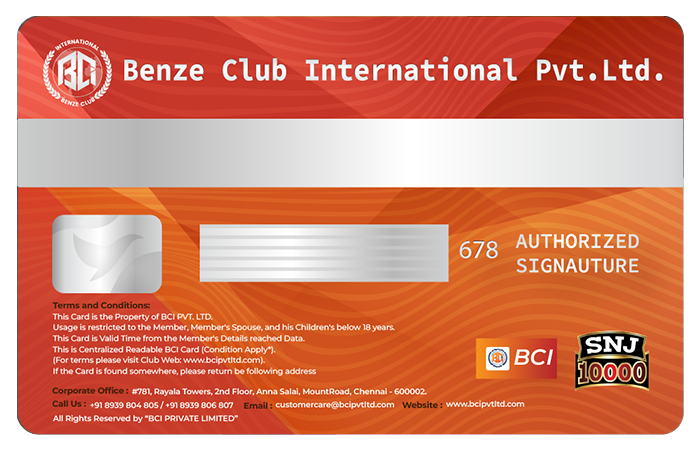 INTERNATIONAL
BCI
BENZE CLUB
Benze Club International Pvt.Ltd.
678
AUTHORIZED
SIGNAUTURE
Terms and Conditions:
This Card is the Property of BCI PVT. LTD.
Usage is restricted to the Member, Member's Spouse, and his Children's below 18 years.
This Card is Valid Time from the Member's Details reached Data.
This is Centralized Readable BCI Card (Condition Apply*).
(For terms please visit Club Web: www.bcipvtltd.com).
If the Card is found somewhere, please return be following address
BCI
SNJ
10000
Corporate Office : #781, Rayala Towers, 2nd Floor, Anna Salai, MountRoad, Chennai - 600002.
Call Us : +91 8939 804 805 / +91 8939 806 807 Email : customercare@bcipvtltd.com Website : www.bcipvtltd.com
All Rights Reserved by "BCI PRIVATE LIMITED"